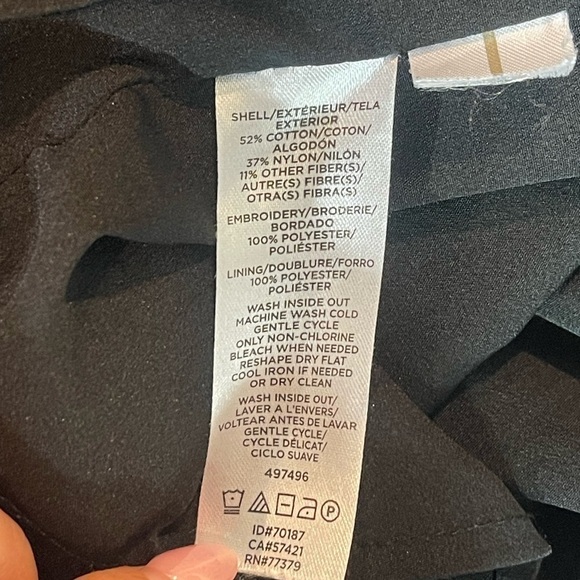 SHELL/EXTÉRIEUR/TELA
EXTERIOR
52% COTTON/COTON/
ALGODÓN
37% NYLON/NILÓN
11% OTHER FIBER(S)/
AUTRE(S) FIBRE(S)/
OTRA(S) FIBRA(S)
EMBROIDERY/BRODERIE/
BORDADO
100% POLYESTER/
POLIÉSTER
LINING/DOUBLURE/FORRO
100% POLYESTER/
POLIÉSTER
WASH INSIDE OUT
MACHINE WASH COLD
GENTLE CYCLE
ONLY NON-CHLORINE
BLEACH WHEN NEEDED
RESHAPE DRY FLAT
COOL IRON IF NEEDED
OR DRY CLEAN
WASH INSIDE OUT/
LAVER A L'ENVERS/
VOLTEAR ANTES DE LAVAR
GENTLE CYCLE/
CYCLE DÉLICAT/
CICLO SUAVE
497496
P
ID#70187
CA#57421
RN#77379